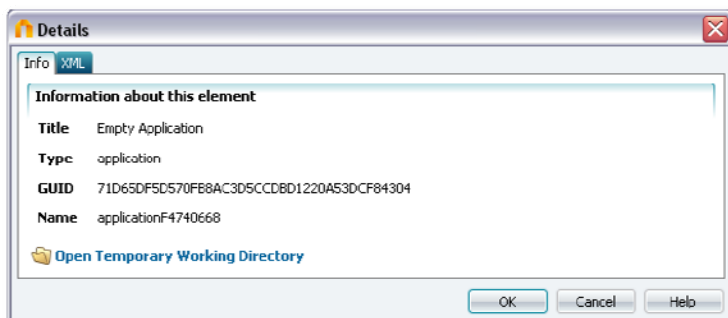 Details
Info XML
Information about this element
Title Empty Application
Type application
GUID 71D65DF5D570FB8AC3D5CCDBD1220A53DCF84304
Name applicationF4740668
Open Temporary Working Directory
OK Cancel Help